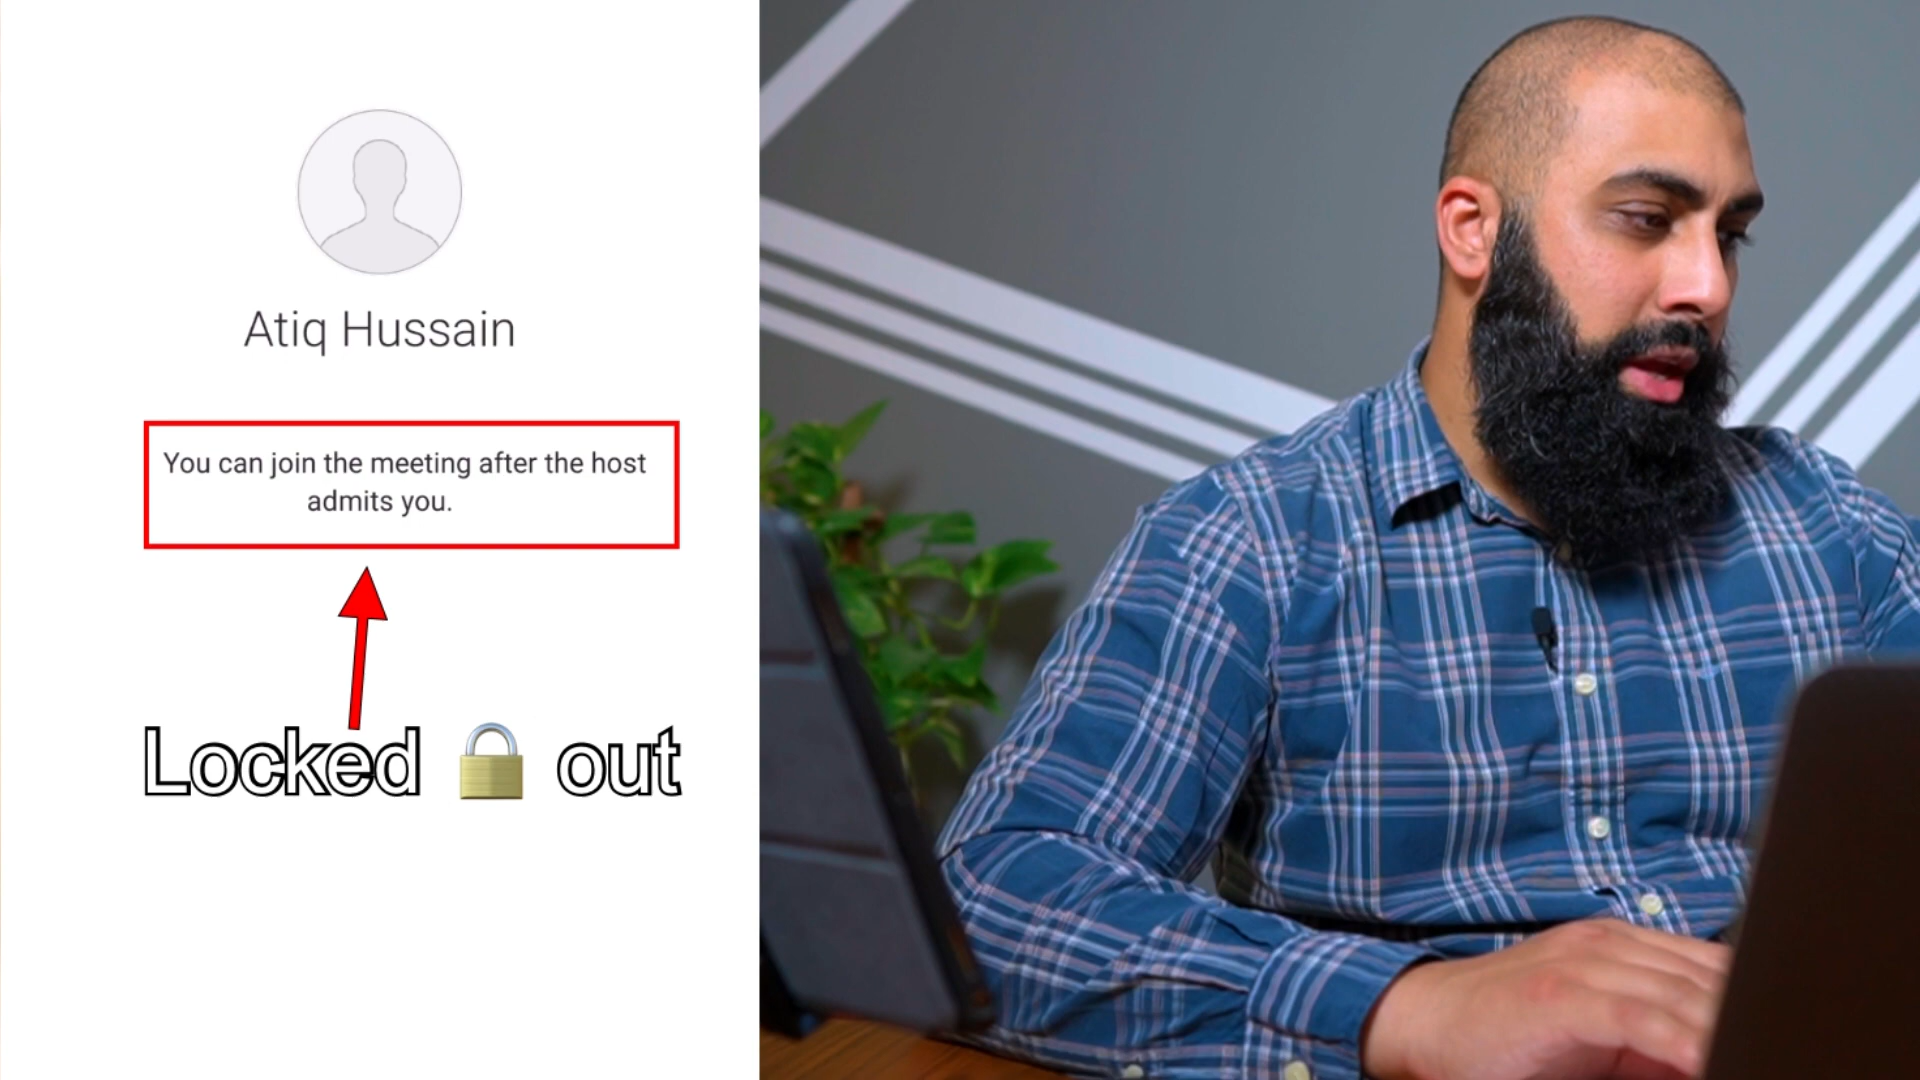 Atiq Hussain
You can join the meeting after the host
admits you.
Locked 🔒 out